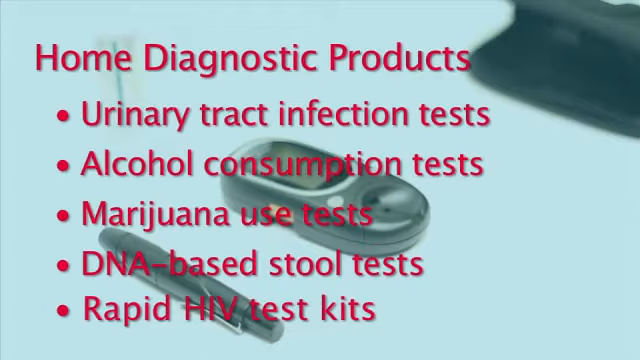 Home Diagnostic Products
• Urinary tract infection tests
• Alcohol consumption tests
• Marijuana use tests
• DNA-based stool tests
• Rapid HIV test kits